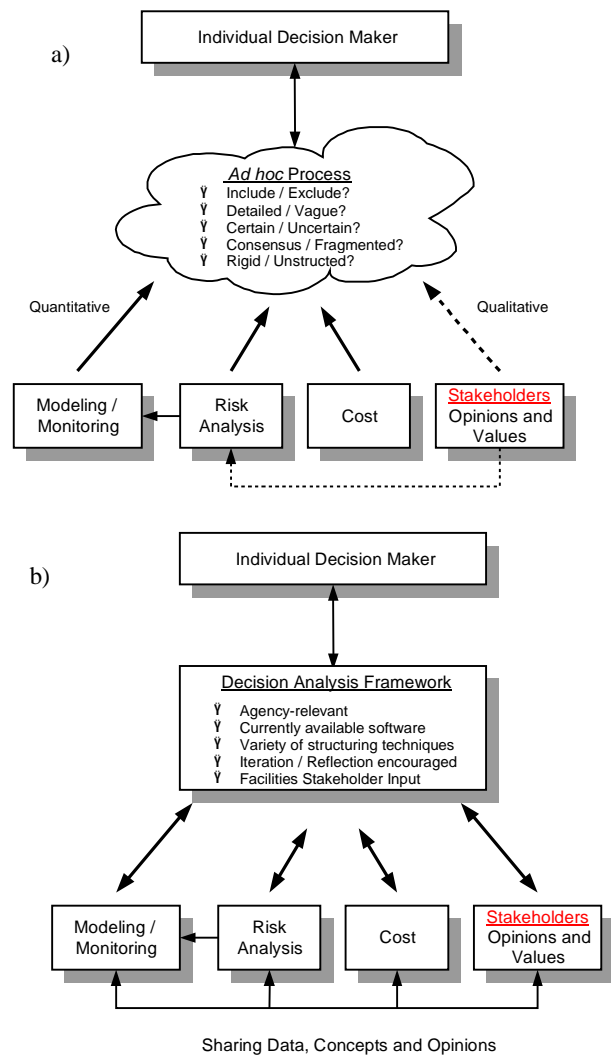 a)
Individual Decision Maker
Ad hoc Process
Ÿ Include / Exclude?
Ÿ Detailed / Vague?
Ÿ Certain / Uncertain?
Ÿ Consensus / Fragmented?
Ÿ Rigid / Unstructed?
Quantitative
Qualitative
Modeling /
Monitoring
Risk
Analysis
Cost
Stakeholders
Opinions and
Values
b)
Individual Decision Maker
Decision Analysis Framework
Ÿ Agency-relevant
Ÿ Currently available software
Ÿ Variety of structuring techniques
Ÿ Iteration / Reflection encouraged
Ÿ Facilities Stakeholder Input
Modeling /
Monitoring
Risk
Analysis
Cost
Stakeholders
Opinions and
Values
Sharing Data, Concepts and Opinions